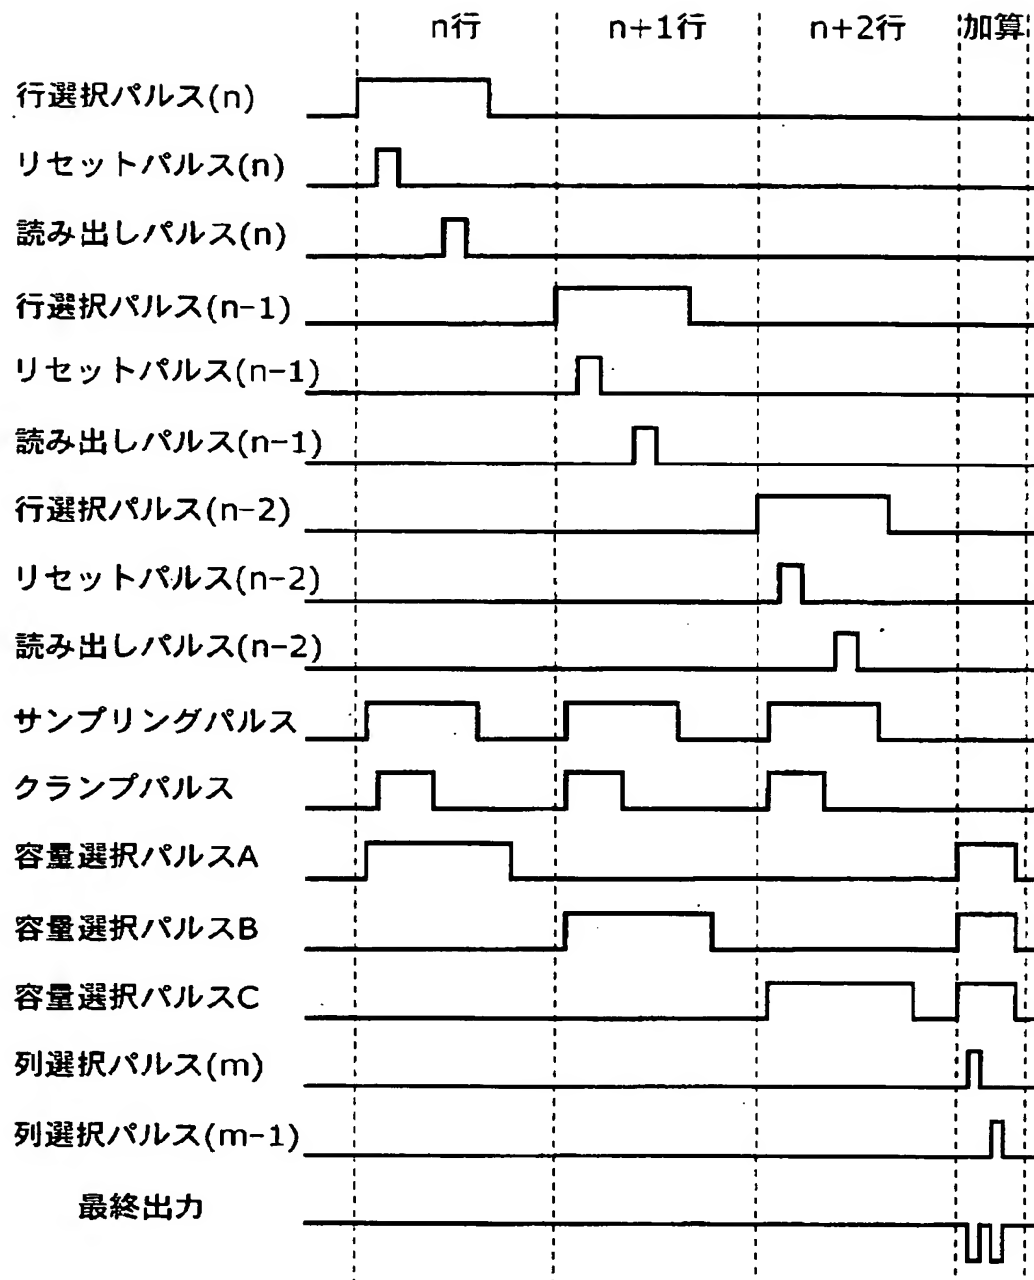 n行 n+1行 n+2行 加算
行選択パルス(n)
リセットパルス(n)
読み出しパルス(n)
行選択パルス(n-1)
リセットパルス(n-1)
読み出しパルス(n-1)
行選択パルス(n-2)
リセットパルス(n-2)
読み出しパルス(n-2)
サンプリングパルス
クランプパルス
容量選択パルスA
容量選択パルスB
容量選択パルスC
列選択パルス(m)
列選択パルス(m-1)
最終出力